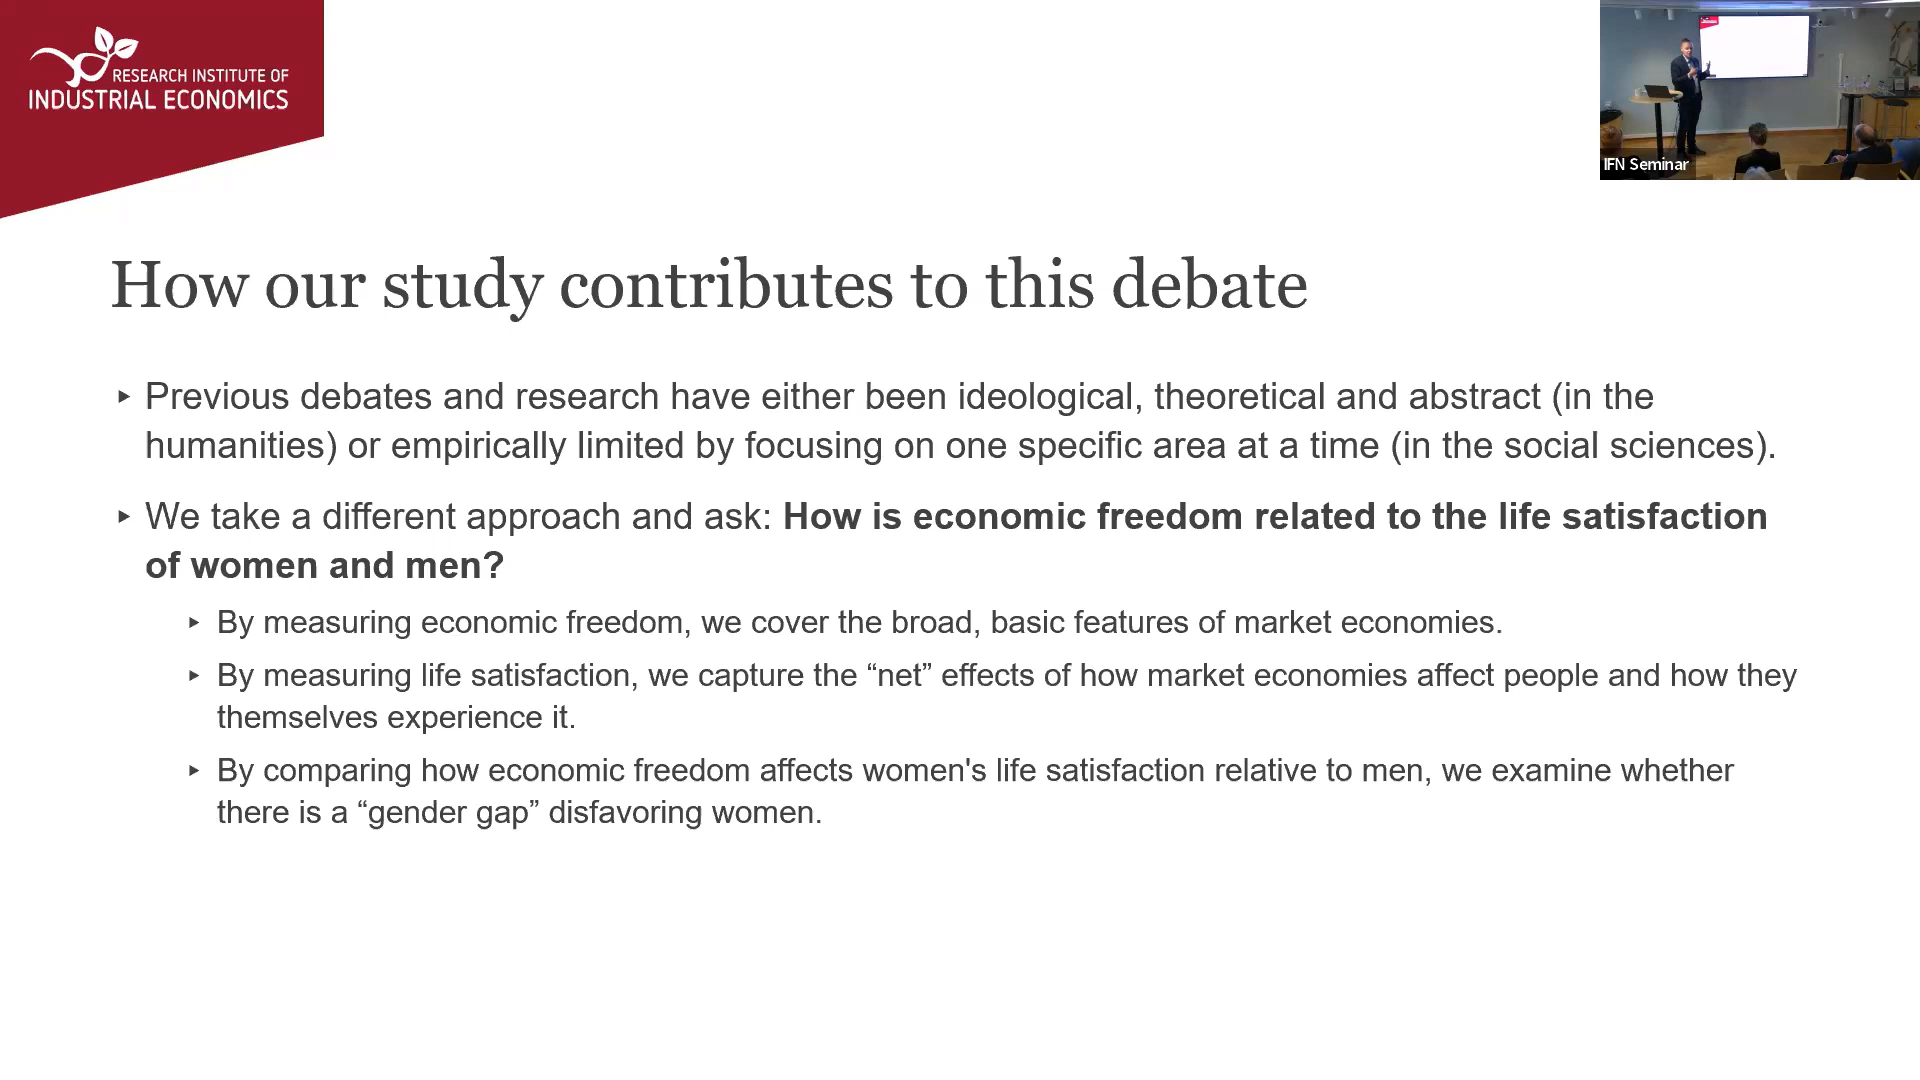 RESEARCH INSTITUTE OF
INDUSTRIAL ECONOMICS
IFN Seminar
How our study contributes to this debate
‣ Previous debates and research have either been ideological, theoretical and abstract (in the
humanities) or empirically limited by focusing on one specific area at a time (in the social sciences).
‣ We take a different approach and ask: How is economic freedom related to the life satisfaction
of women and men?
‣ By measuring economic freedom, we cover the broad, basic features of market economies.
‣ By measuring life satisfaction, we capture the “net” effects of how market economies affect people and how they
themselves experience it.
‣ By comparing how economic freedom affects women's life satisfaction relative to men, we examine whether
there is a “gender gap” disfavoring women.